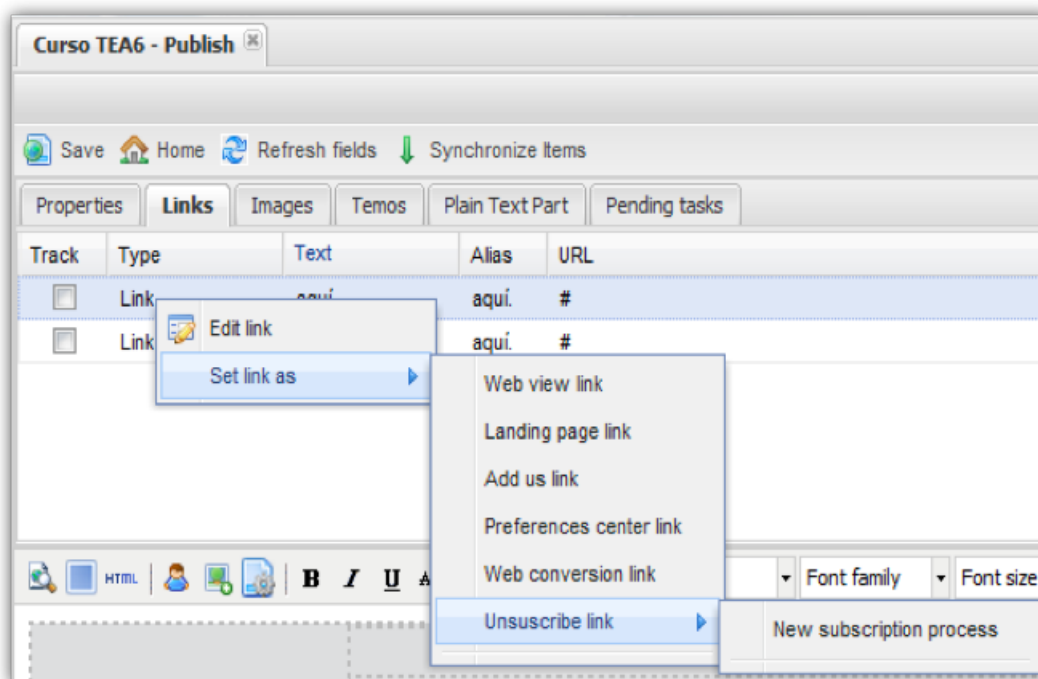 Curso TEA6 - Publish
Save Home Refresh fields Synchronize Items
Properties Links Images Temos Plain Text Part Pending tasks
Track Type Text Alias URL
Link aquí. aquí. #
Link aquí. #
Edit link
Set link as
Web view link
Landing page link
Add us link
Preferences center link
Web conversion link
Unsuscribe link
New subscription process
HTML B I U A Font family Font size